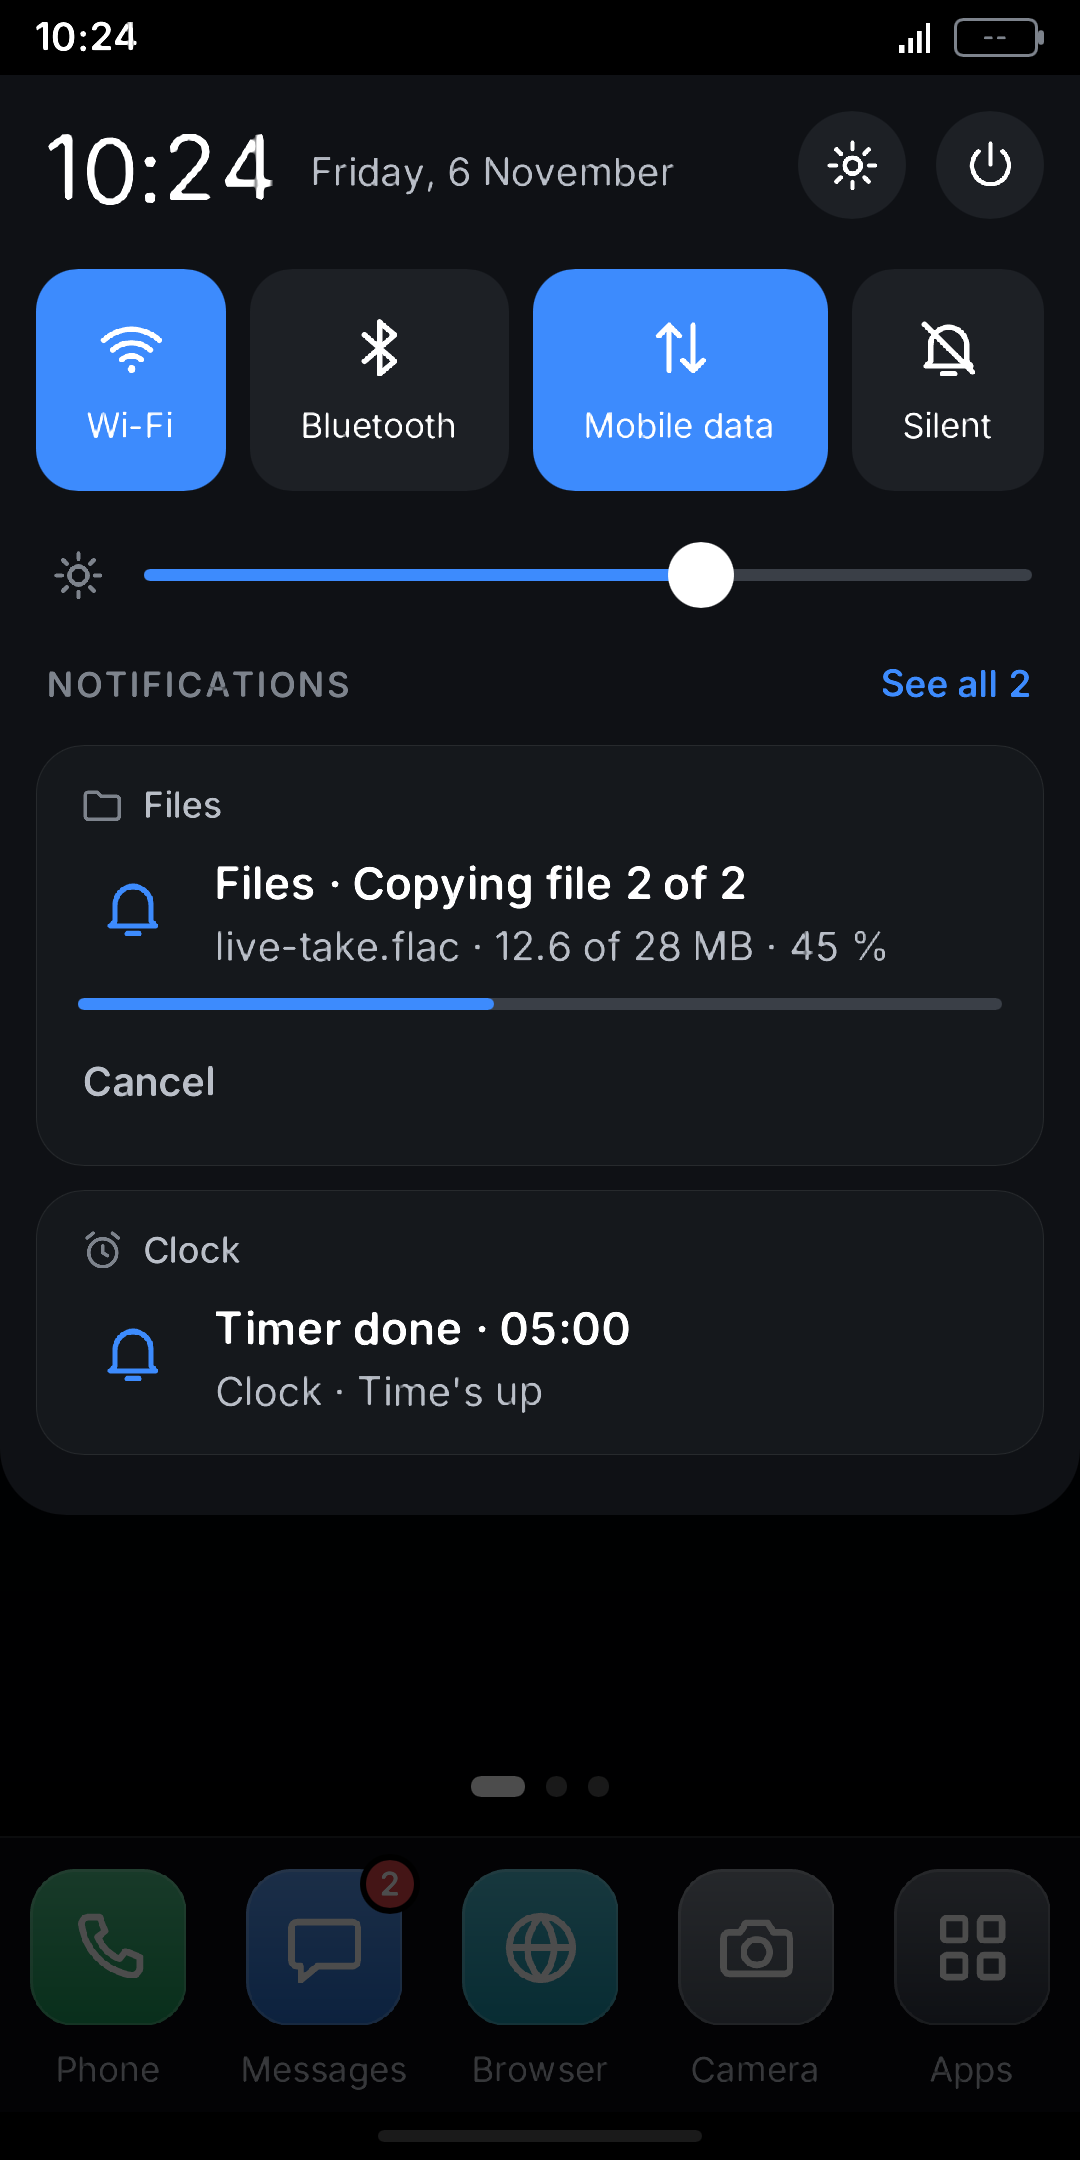 10:24
--
10:24 Friday, 6 November
Wi-Fi
Bluetooth
Mobile data
Silent
NOTIFICATIONS
See all 2
Files
Files · Copying file 2 of 2
live-take.flac · 12.6 of 28 MB · 45 %
Cancel
Clock
Timer done · 05:00
Clock · Time's up
2
Phone
Messages
Browser
Camera
Apps